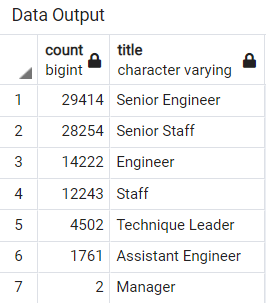 Data Output
count title
bigint character varying
1 29414 Senior Engineer
2 28254 Senior Staff
3 14222 Engineer
4 12243 Staff
5 4502 Technique Leader
6 1761 Assistant Engineer
7 2 Manager